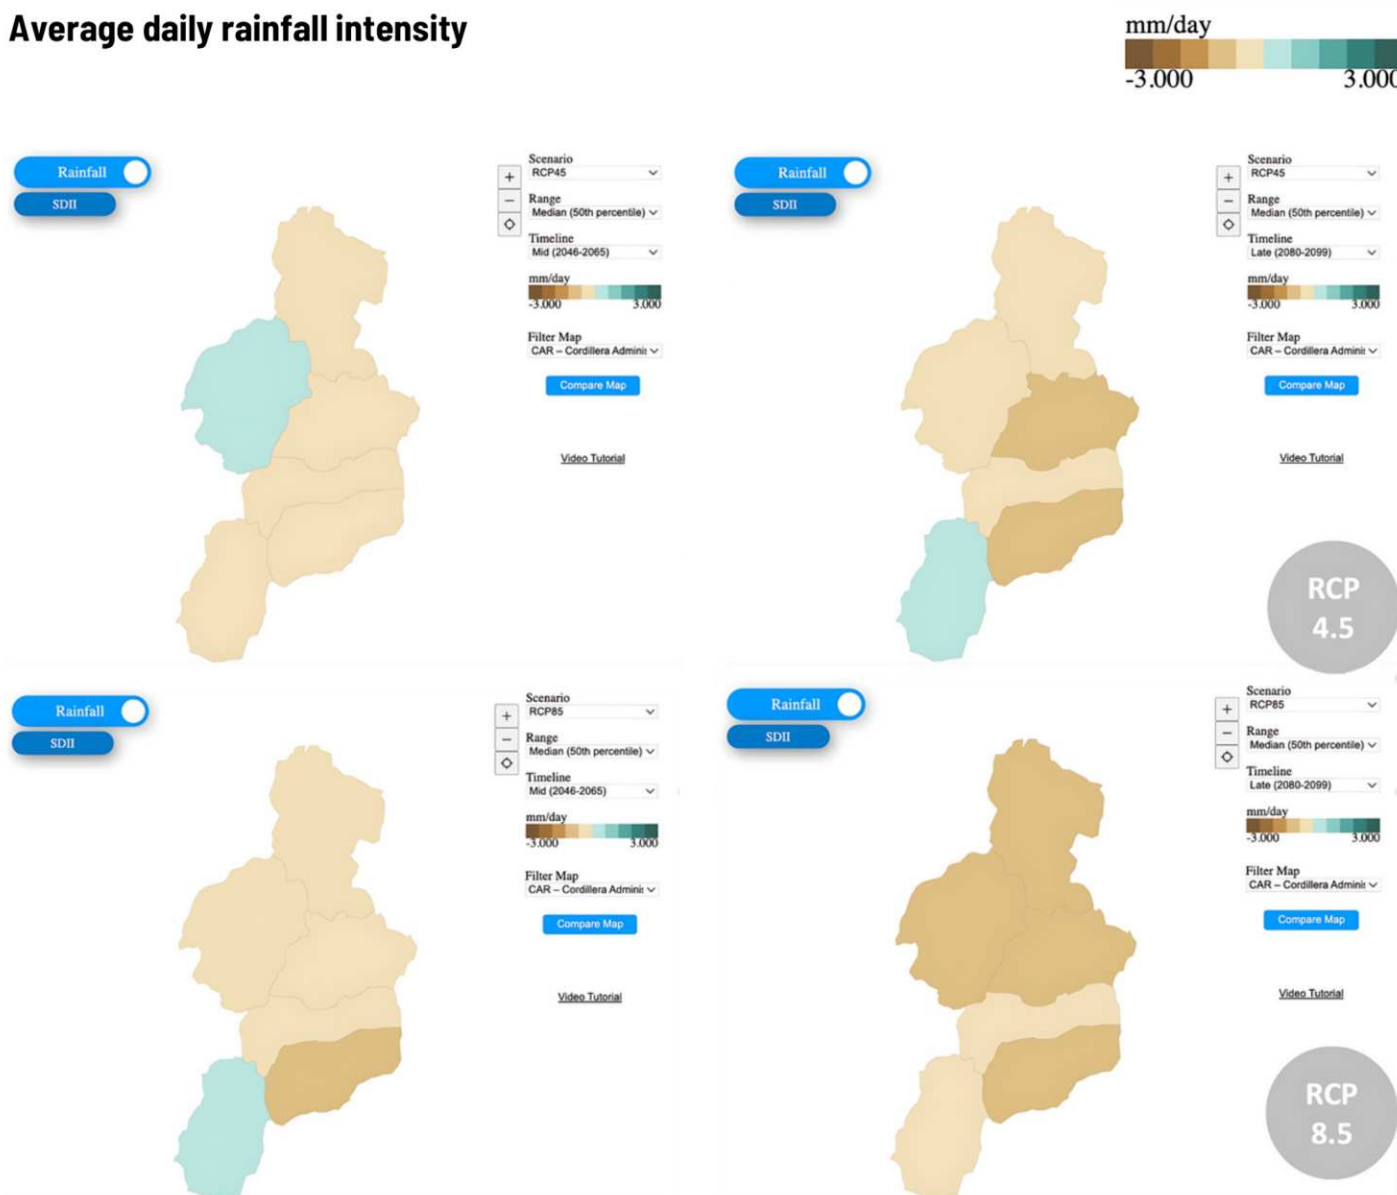 Average daily rainfall intensity
mm/day
-3.000 3.000
Rainfall
SDII
+
−
Scenario
RCP45
Range
Median (50th percentile)
Timeline
Mid (2046-2065)
mm/day
-3.000 3.000
Filter Map
CAR – Cordillera Adminis
Compare Map
Video Tutorial
Rainfall
SDII
+
−
Scenario
RCP45
Range
Median (50th percentile)
Timeline
Late (2080-2099)
mm/day
-3.000 3.000
Filter Map
CAR – Cordillera Adminis
Compare Map
Video Tutorial
RCP
4.5
Rainfall
SDII
+
−
Scenario
RCP85
Range
Median (50th percentile)
Timeline
Mid (2046-2065)
mm/day
-3.000 3.000
Filter Map
CAR – Cordillera Adminis
Compare Map
Video Tutorial
Rainfall
SDII
+
−
Scenario
RCP85
Range
Median (50th percentile)
Timeline
Late (2080-2099)
mm/day
-3.000 3.000
Filter Map
CAR – Cordillera Adminis
Compare Map
Video Tutorial
RCP
8.5